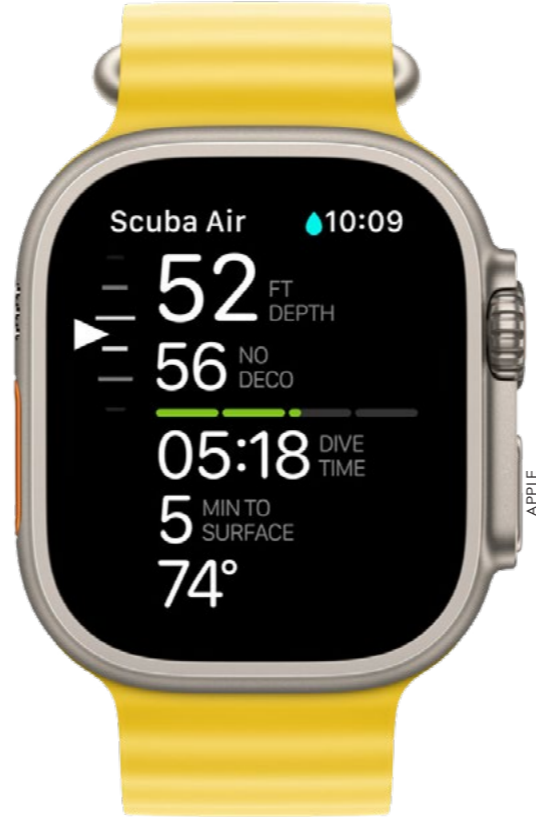 Scuba Air 10:09
52 FT DEPTH
56 NO DECO
05:18 DIVE TIME
5 MIN TO SURFACE
74°
APPLE